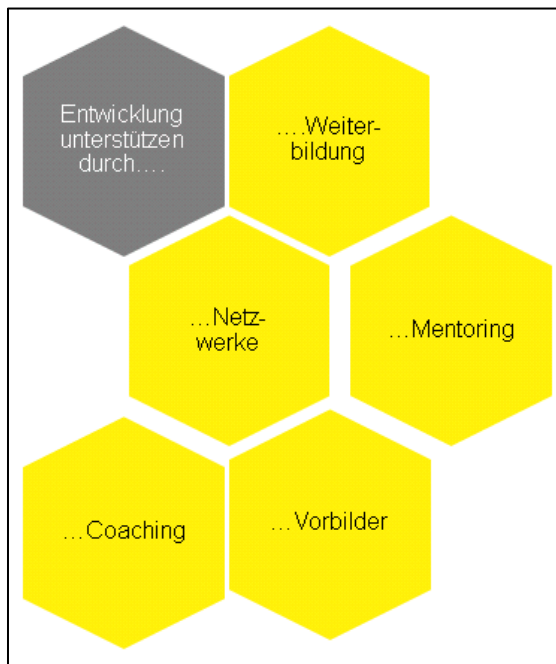 Entwicklung
unterstützen
durch....
....Weiter-
bildung
...Netz-
werke
...Mentoring
...Coaching
...Vorbilder